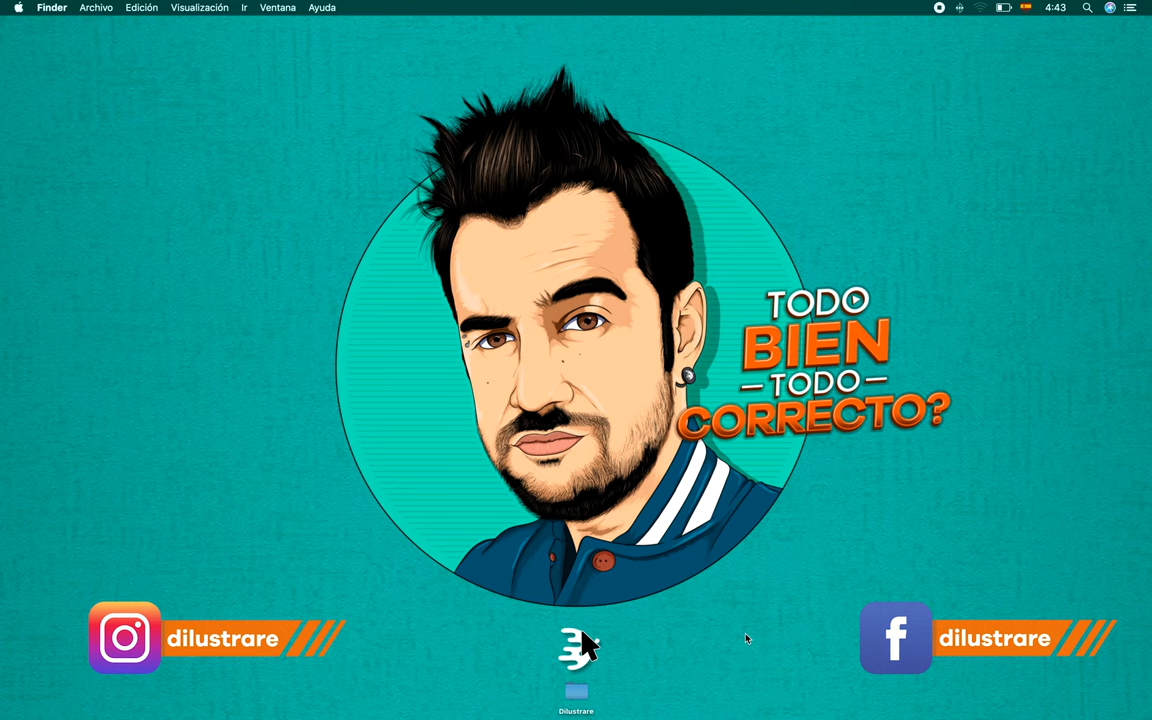 Finder Archivo Edición Visualización Ir Ventana Ayuda 4:43
TODO
BIEN
– TODO –
CORRECTO?
dilustrare
dilustrare
Dilustrare